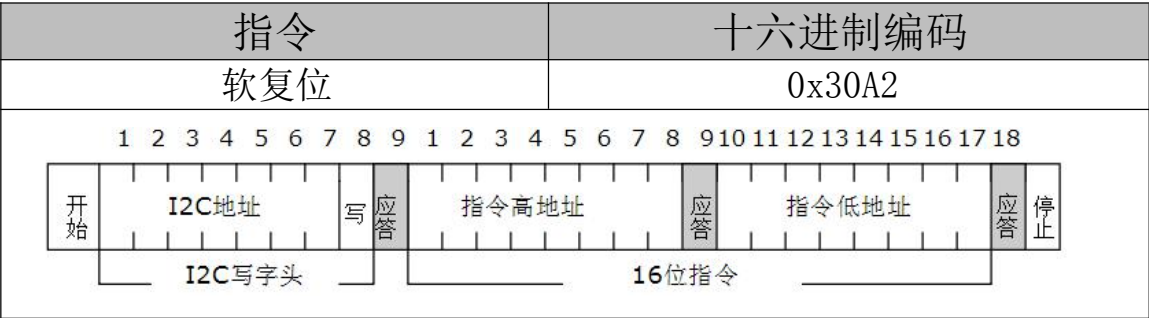 指令 十六进制编码
软复位 0x30A2
1 2 3 4 5 6 7 8 9 1 2 3 4 5 6 7 8 9 10 11 12 13 14 15 16 17 18
开始 I2C地址 写 应答 指令高地址 应答 指令低地址 应答 停止
I2C写字头 16位指令